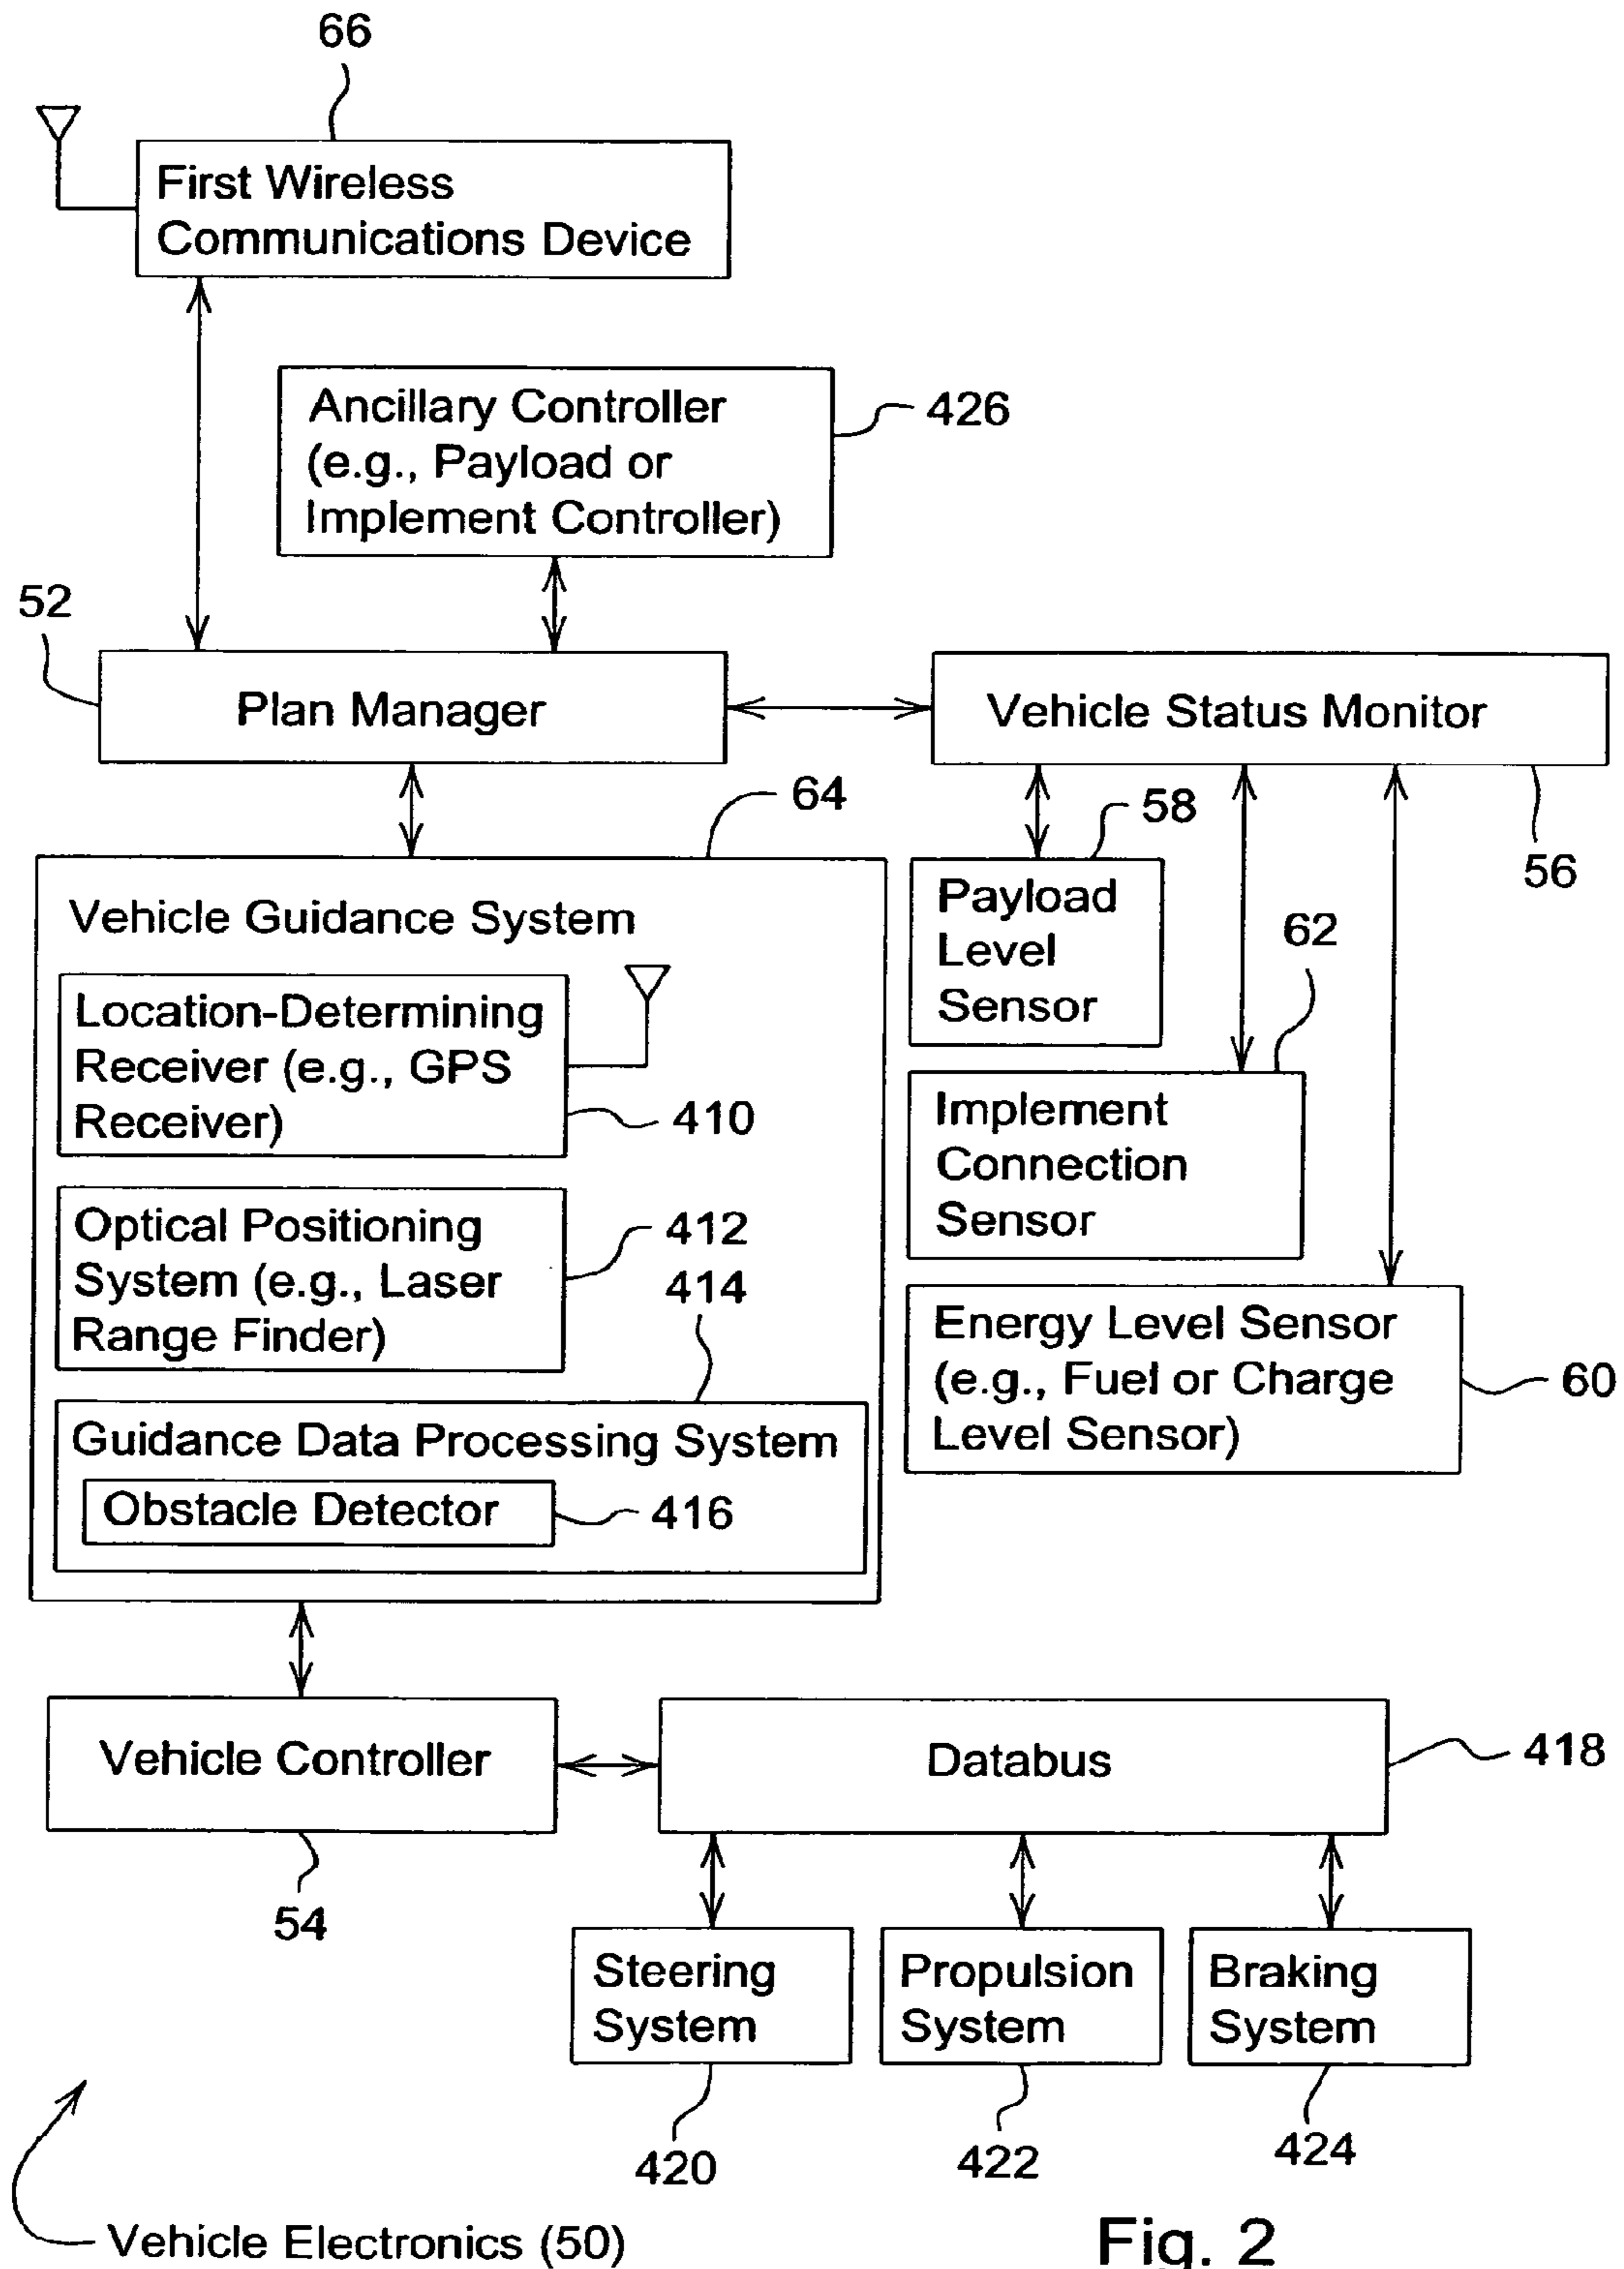 66
First Wireless
Communications Device
Ancillary Controller
(e.g., Payload or
Implement Controller)
426
52
Plan Manager
Vehicle Status Monitor
64
58
56
Vehicle Guidance System
Payload
Level
Sensor
62
Location-Determining
Receiver (e.g., GPS
Receiver)
410
Implement
Connection
Sensor
Optical Positioning
System (e.g., Laser
Range Finder)
412
414
Energy Level Sensor
(e.g., Fuel or Charge
Level Sensor)
60
Guidance Data Processing System
Obstacle Detector
416
Vehicle Controller
Databus
418
54
Steering
System
Propulsion
System
Braking
System
420
422
424
Vehicle Electronics (50)
Fig. 2